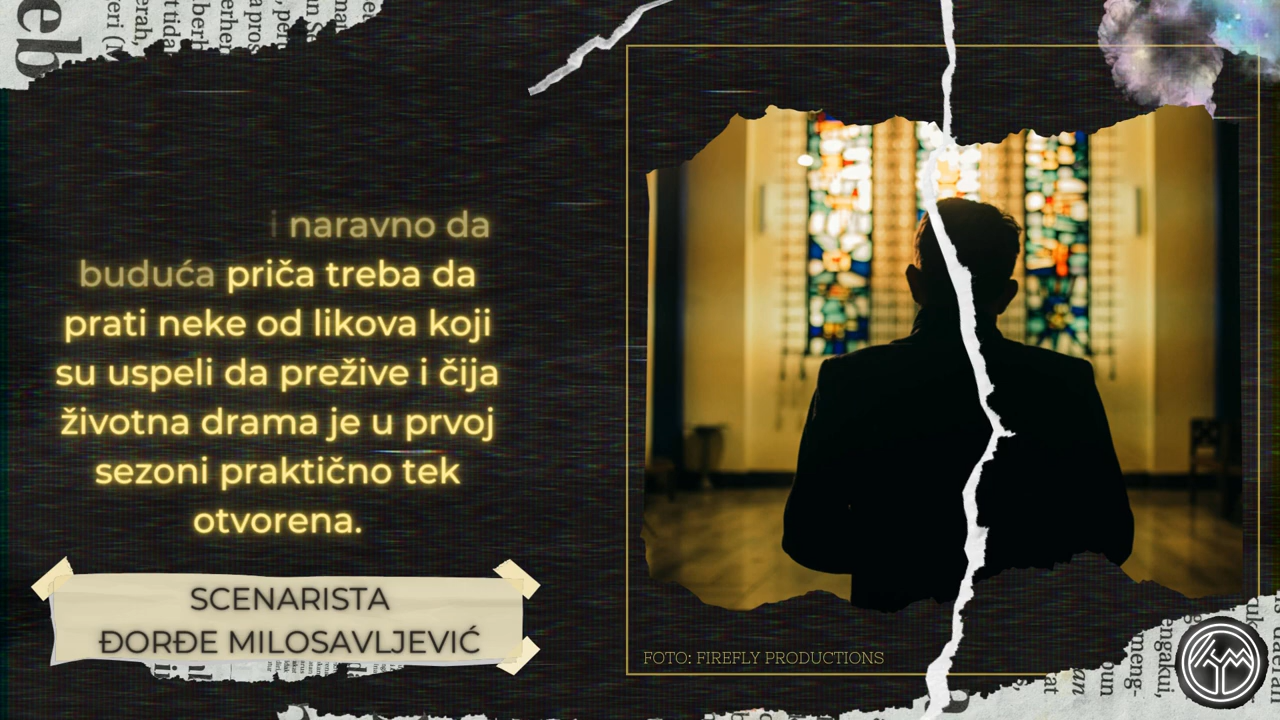 i naravno da
buduća priča treba da
prati neke od likova koji
su uspeli da prežive i čija
životna drama je u prvoj
sezoni praktično tek
otvorena.
SCENARISTA
ĐORĐE MILOSAVLJEVIĆ
FOTO: FIREFLY PRODUCTIONS